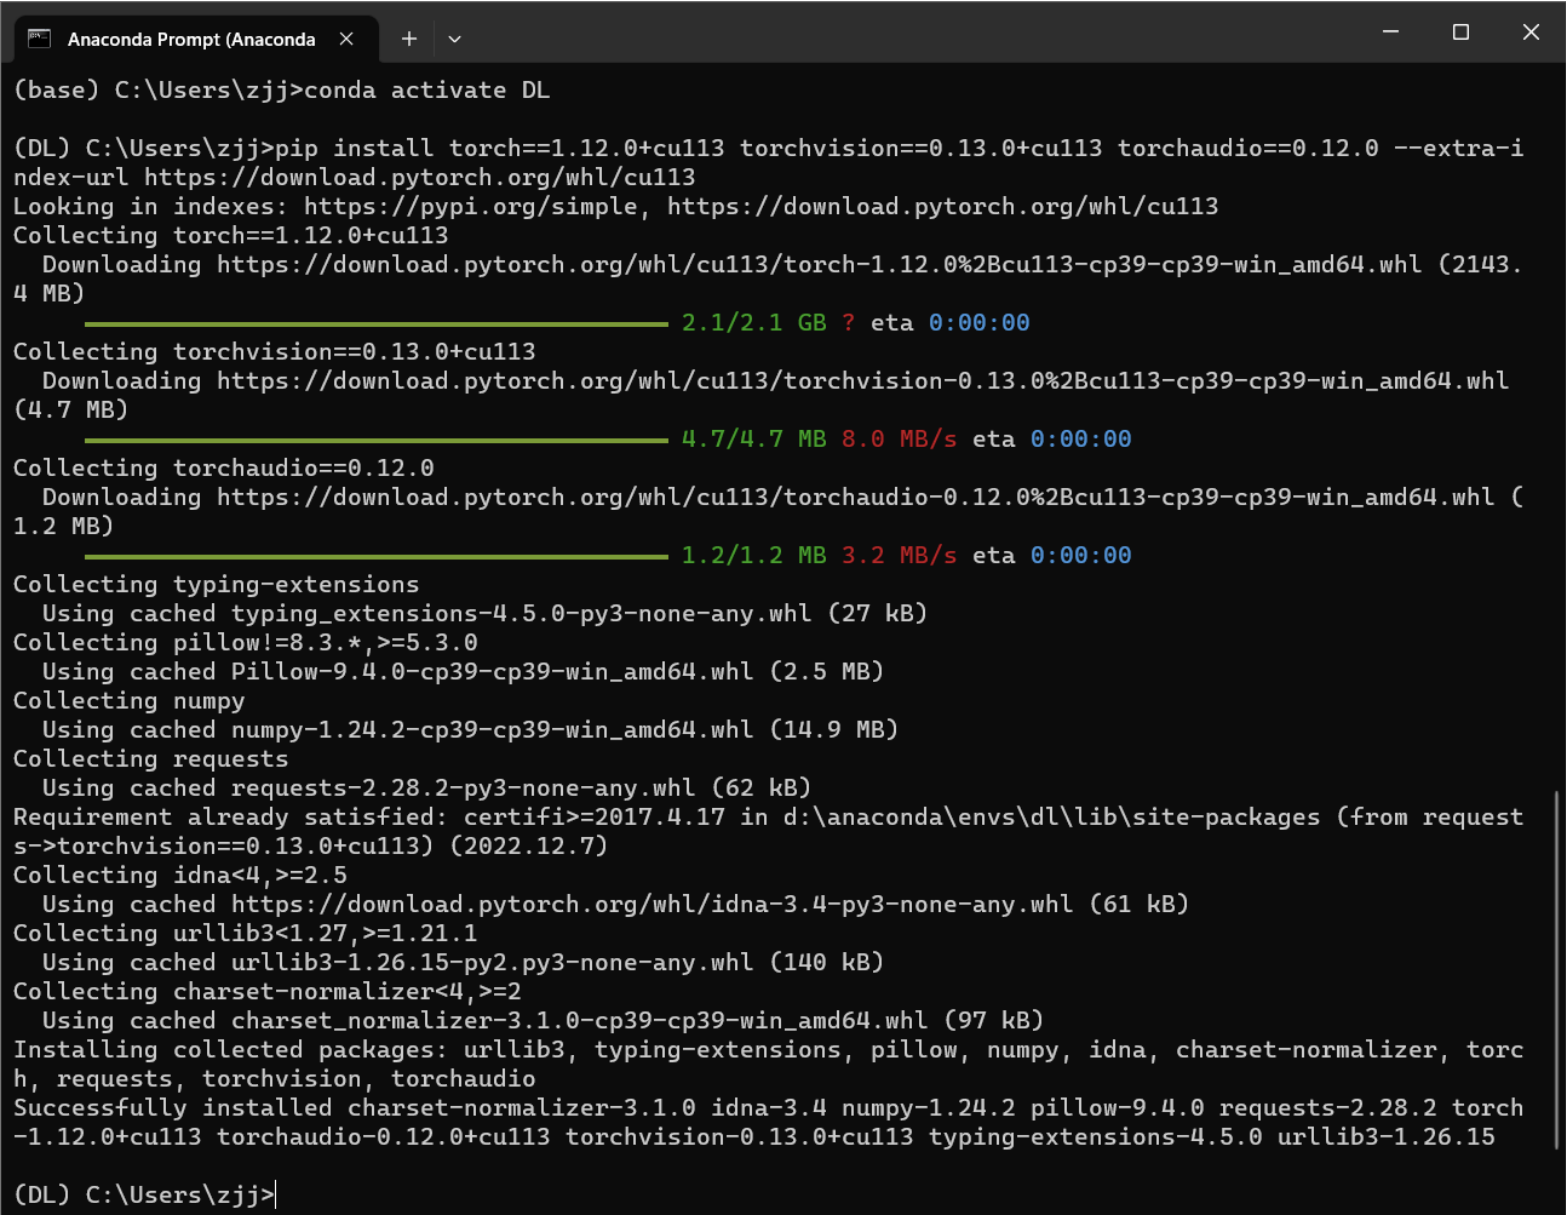 Anaconda Prompt (Anaconda
(base) C:\Users\zjj>conda activate DL
(DL) C:\Users\zjj>pip install torch==1.12.0+cu113 torchvision==0.13.0+cu113 torchaudio==0.12.0 --extra-i
ndex-url https://download.pytorch.org/whl/cu113
Looking in indexes: https://pypi.org/simple, https://download.pytorch.org/whl/cu113
Collecting torch==1.12.0+cu113
Downloading https://download.pytorch.org/whl/cu113/torch-1.12.0%2Bcu113-cp39-cp39-win_amd64.whl (2143.
4 MB)
2.1/2.1 GB ? eta 0:00:00
Collecting torchvision==0.13.0+cu113
Downloading https://download.pytorch.org/whl/cu113/torchvision-0.13.0%2Bcu113-cp39-cp39-win_amd64.whl
(4.7 MB)
4.7/4.7 MB 8.0 MB/s eta 0:00:00
Collecting torchaudio==0.12.0
Downloading https://download.pytorch.org/whl/cu113/torchaudio-0.12.0%2Bcu113-cp39-cp39-win_amd64.whl (
1.2 MB)
1.2/1.2 MB 3.2 MB/s eta 0:00:00
Collecting typing-extensions
Using cached typing_extensions-4.5.0-py3-none-any.whl (27 kB)
Collecting pillow!=8.3.*,>=5.3.0
Using cached Pillow-9.4.0-cp39-cp39-win_amd64.whl (2.5 MB)
Collecting numpy
Using cached numpy-1.24.2-cp39-cp39-win_amd64.whl (14.9 MB)
Collecting requests
Using cached requests-2.28.2-py3-none-any.whl (62 kB)
Requirement already satisfied: certifi>=2017.4.17 in d:\anaconda\envs\dl\lib\site-packages (from request
s->torchvision==0.13.0+cu113) (2022.12.7)
Collecting idna<4,>=2.5
Using cached https://download.pytorch.org/whl/idna-3.4-py3-none-any.whl (61 kB)
Collecting urllib3<1.27,>=1.21.1
Using cached urllib3-1.26.15-py2.py3-none-any.whl (140 kB)
Collecting charset-normalizer<4,>=2
Using cached charset_normalizer-3.1.0-cp39-cp39-win_amd64.whl (97 kB)
Installing collected packages: urllib3, typing-extensions, pillow, numpy, idna, charset-normalizer, torc
h, requests, torchvision, torchaudio
Successfully installed charset-normalizer-3.1.0 idna-3.4 numpy-1.24.2 pillow-9.4.0 requests-2.28.2 torch
-1.12.0+cu113 torchaudio-0.12.0+cu113 torchvision-0.13.0+cu113 typing-extensions-4.5.0 urllib3-1.26.15
(DL) C:\Users\zjj>